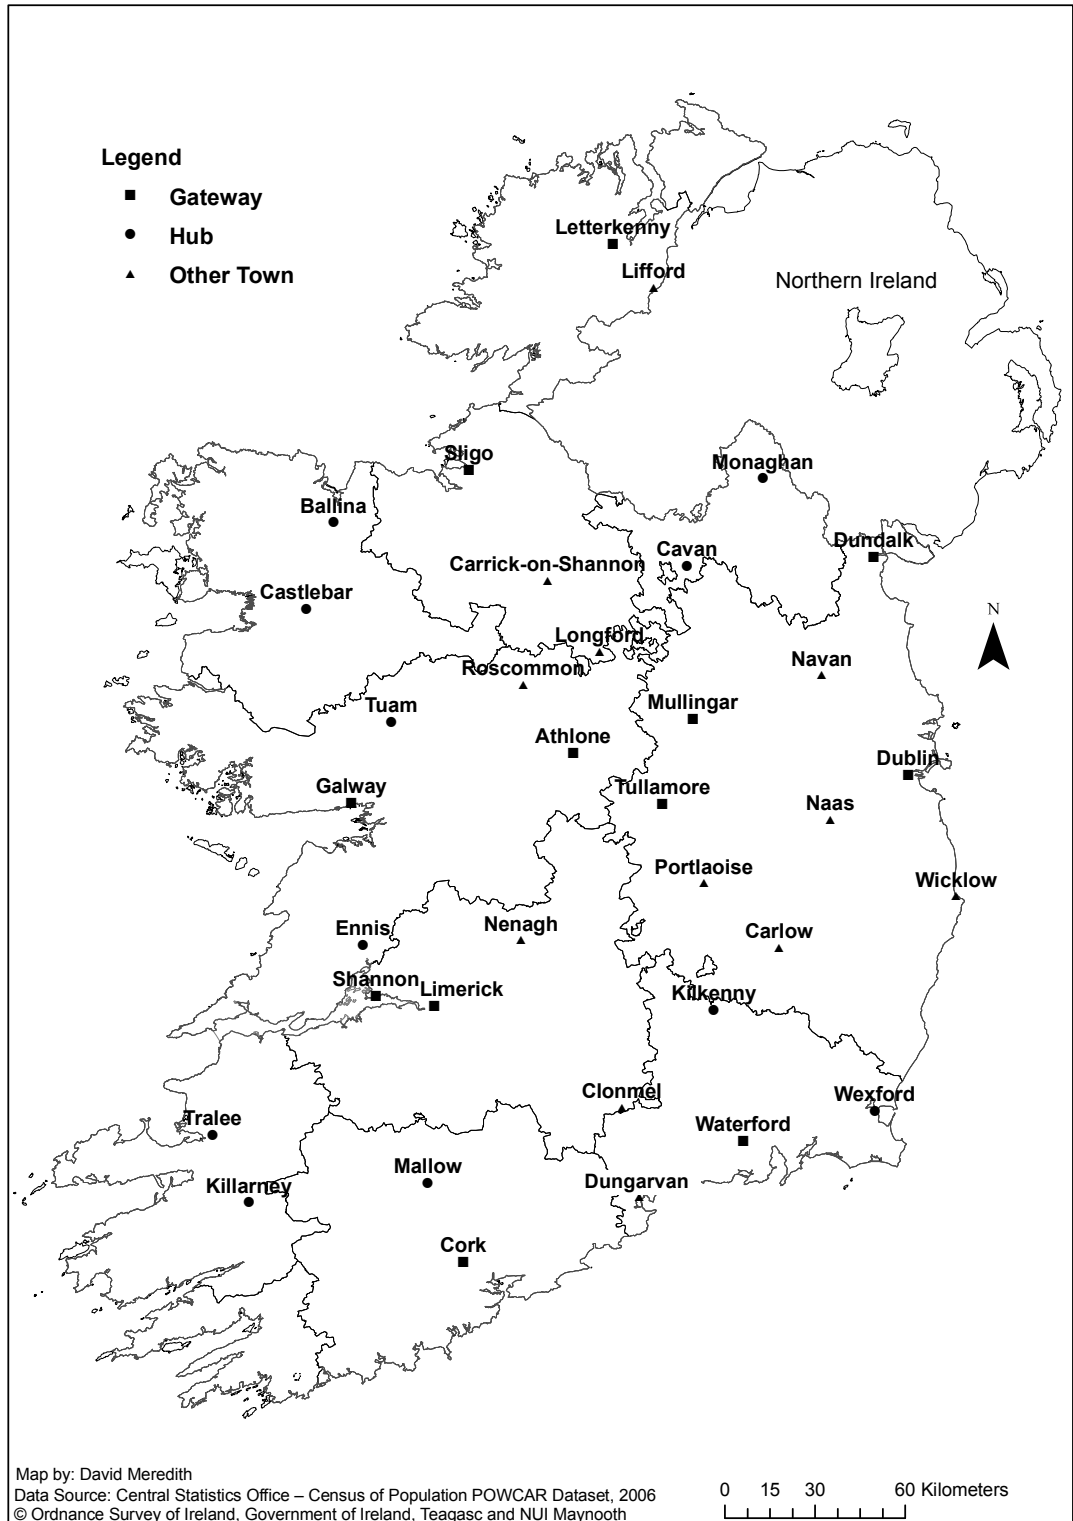 Legend
Gateway
Hub
Other Town
Letterkenny
Lifford
Northern Ireland
Sligo
Monaghan
Ballina
Dundalk
Cavan
Carrick-on-Shannon
Castlebar
N
Longford
Navan
Roscommon
Mullingar
Tuam
Athlone
Dublin
Galway
Tullamore
Naas
Portlaoise
Wicklow
Nenagh
Ennis
Carlow
Shannon
Limerick
Kilkenny
Clonmel
Wexford
Tralee
Waterford
Mallow
Killarney
Dungarvan
Cork
Map by: David Meredith
Data Source: Central Statistics Office – Census of Population POWCAR Dataset, 2006
© Ordnance Survey of Ireland, Government of Ireland, Teagasc and NUI Maynooth
0 15 30 60 Kilometers